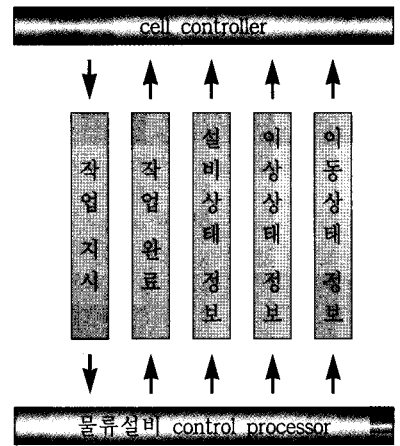 cell controller
작업 지시
작업 완료
설비상태 정보
이상상태 정보
이동상태 정보
물류설비 control processor